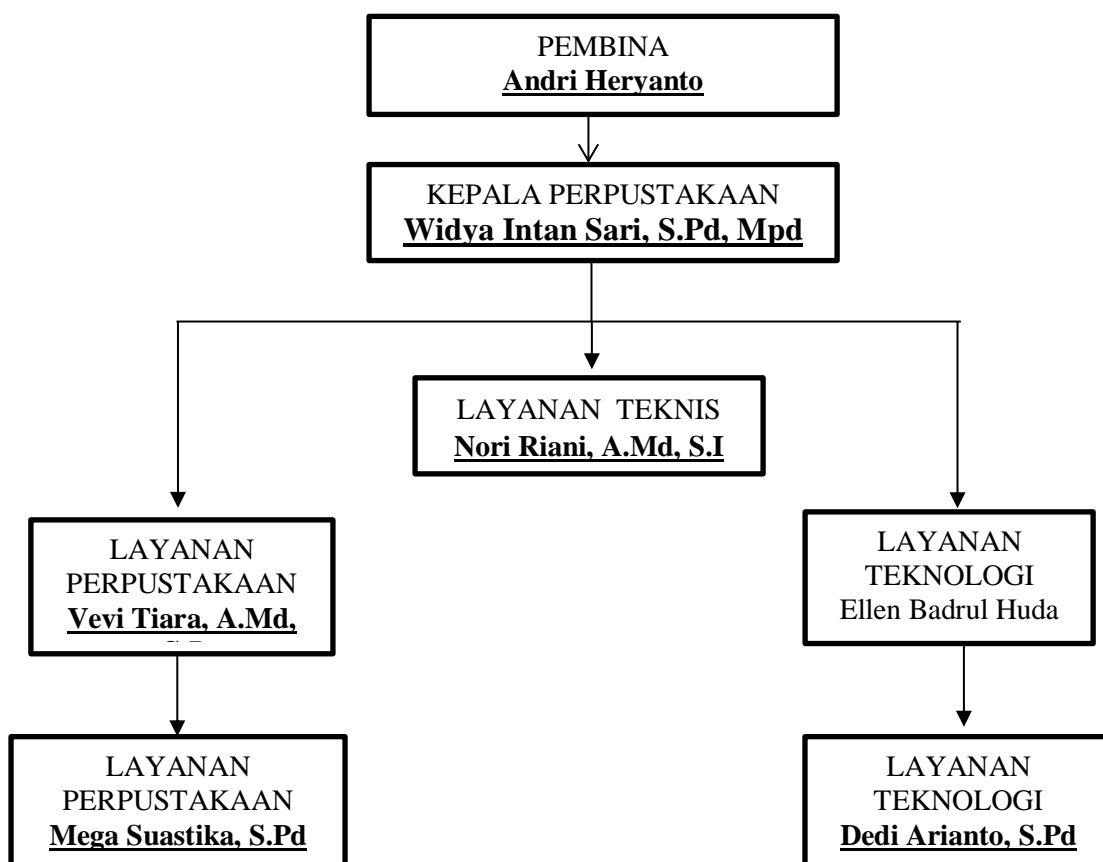 PEMBINA
Andri Heryanto
KEPALA PERPUSTAKAAN
Widya Intan Sari, S.Pd, Mpd
LAYANAN TEKNIS
Nori Riani, A.Md, S.I
LAYANAN
PERPUSTAKAAN
Vevi Tiara, A.Md,
LAYANAN
TEKNOLOGI
Ellen Badrul Huda
LAYANAN
PERPUSTAKAAN
Mega Suastika, S.Pd
LAYANAN
TEKNOLOGI
Dedi Arianto, S.Pd